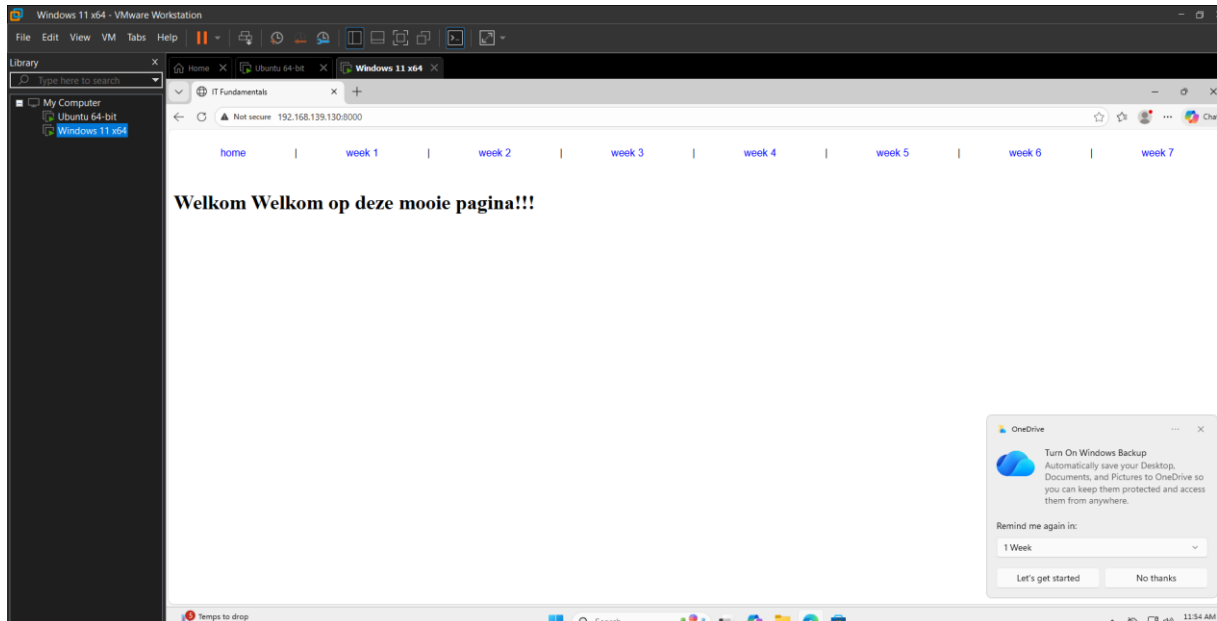 Windows 11 x64 - VMware Workstation
File Edit View VM Tabs Help
Library X
Type here to search
My Computer
Ubuntu 64-bit
Windows 11 x64
Home Ubuntu 64-bit Windows 11 x64
IT Fundamentals
Not secure 192.168.139.130:8000
Chat
home | week 1 | week 2 | week 3 | week 4 | week 5 | week 6 | week 7
Welkom Welkom op deze mooie pagina!!!
OneDrive
Turn On Windows Backup
Automatically save your Desktop,
Documents, and Pictures to OneDrive so
you can keep them protected and access
them from anywhere.
Remind me again in:
1 Week
Let's get started No thanks
5 Temps to drop
Search
11:54 AM